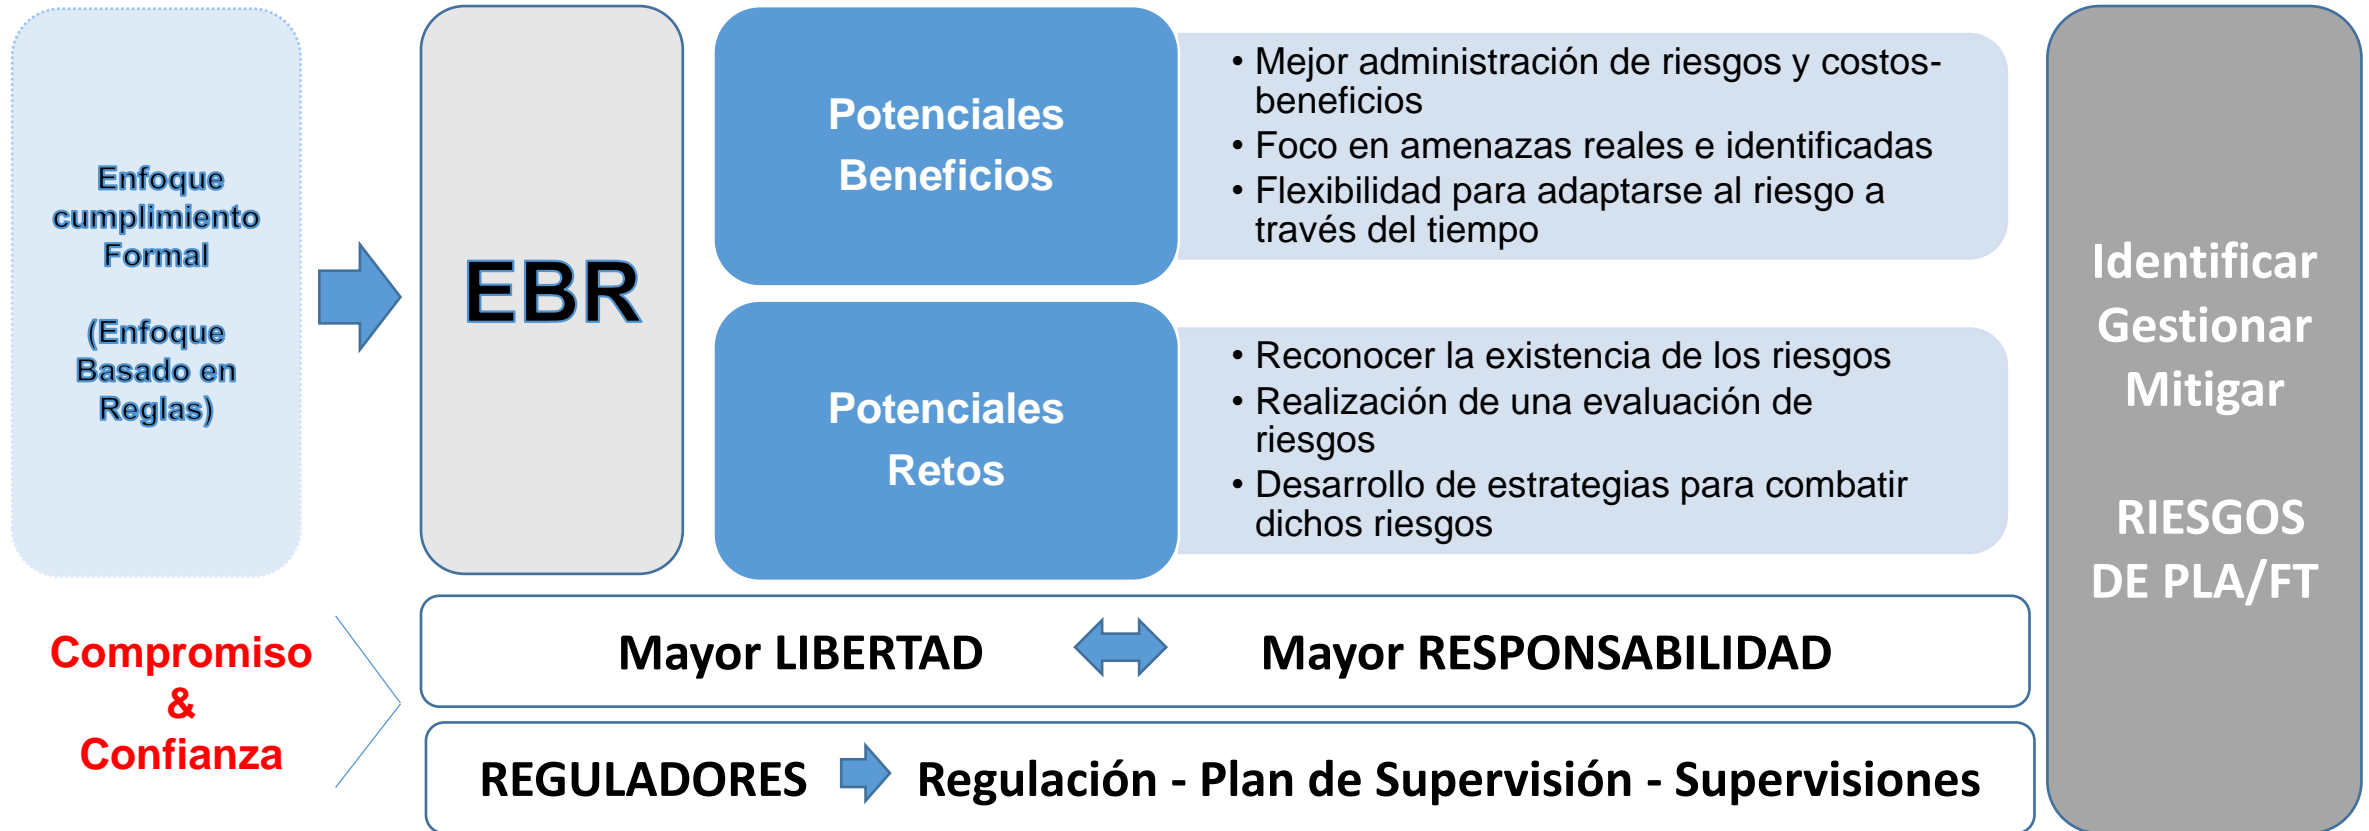 Enfoque
cumplimiento
Formal
(Enfoque
Basado en
Reglas)
EBR
Potenciales
Beneficios
• Mejor administración de riesgos y costos-
beneficios
• Foco en amenazas reales e identificadas
• Flexibilidad para adaptarse al riesgo a
través del tiempo
Potenciales
Retos
• Reconocer la existencia de los riesgos
• Realización de una evaluación de
riesgos
• Desarrollo de estrategias para combatir
dichos riesgos
Identificar
Gestionar
Mitigar
RIESGOS
DE PLA/FT
Compromiso
&
Confianza
Mayor LIBERTAD Mayor RESPONSABILIDAD
REGULADORES Regulación - Plan de Supervisión - Supervisiones